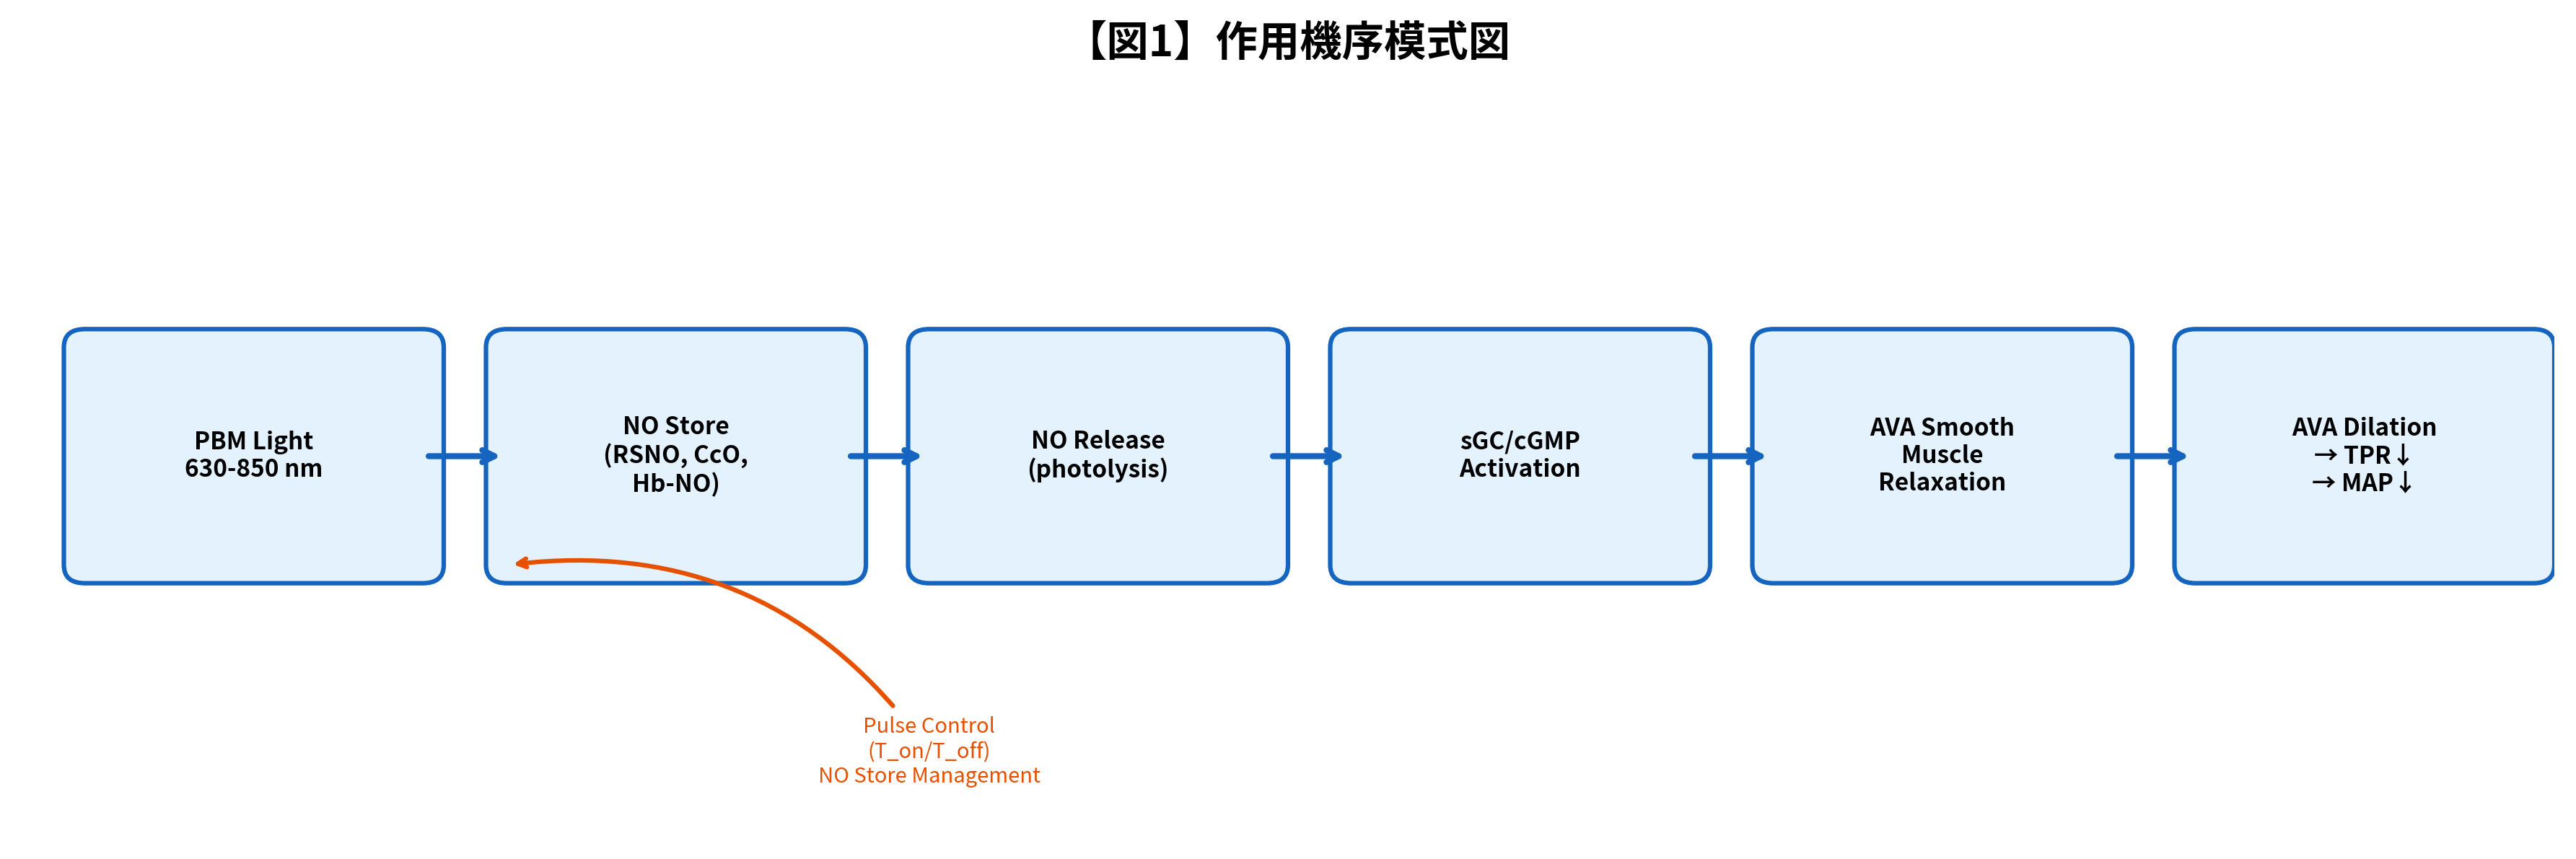 【図1】作用機序模式図
PBM Light
630-850 nm
NO Store
(RSNO, CcO,
Hb-NO)
NO Release
(photolysis)
sGC/cGMP
Activation
AVA Smooth
Muscle
Relaxation
AVA Dilation
→ TPR↓
→ MAP↓
Pulse Control
(T_on/T_off)
NO Store Management